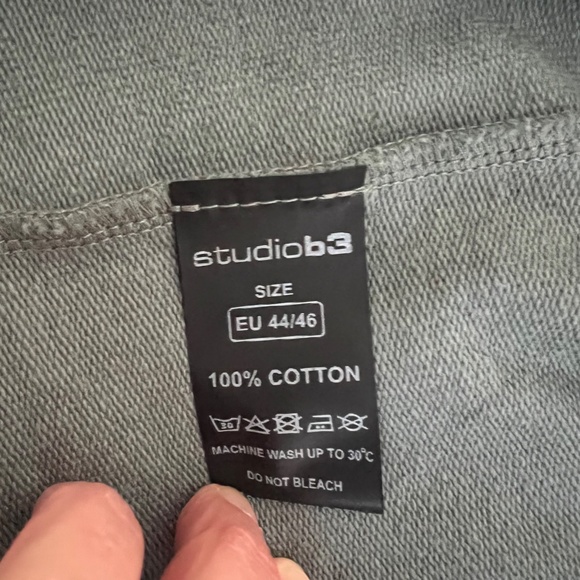 studiob3
SIZE
EU 44/46
100% COTTON
30
MACHINE WASH UP TO 30°C
DO NOT BLEACH